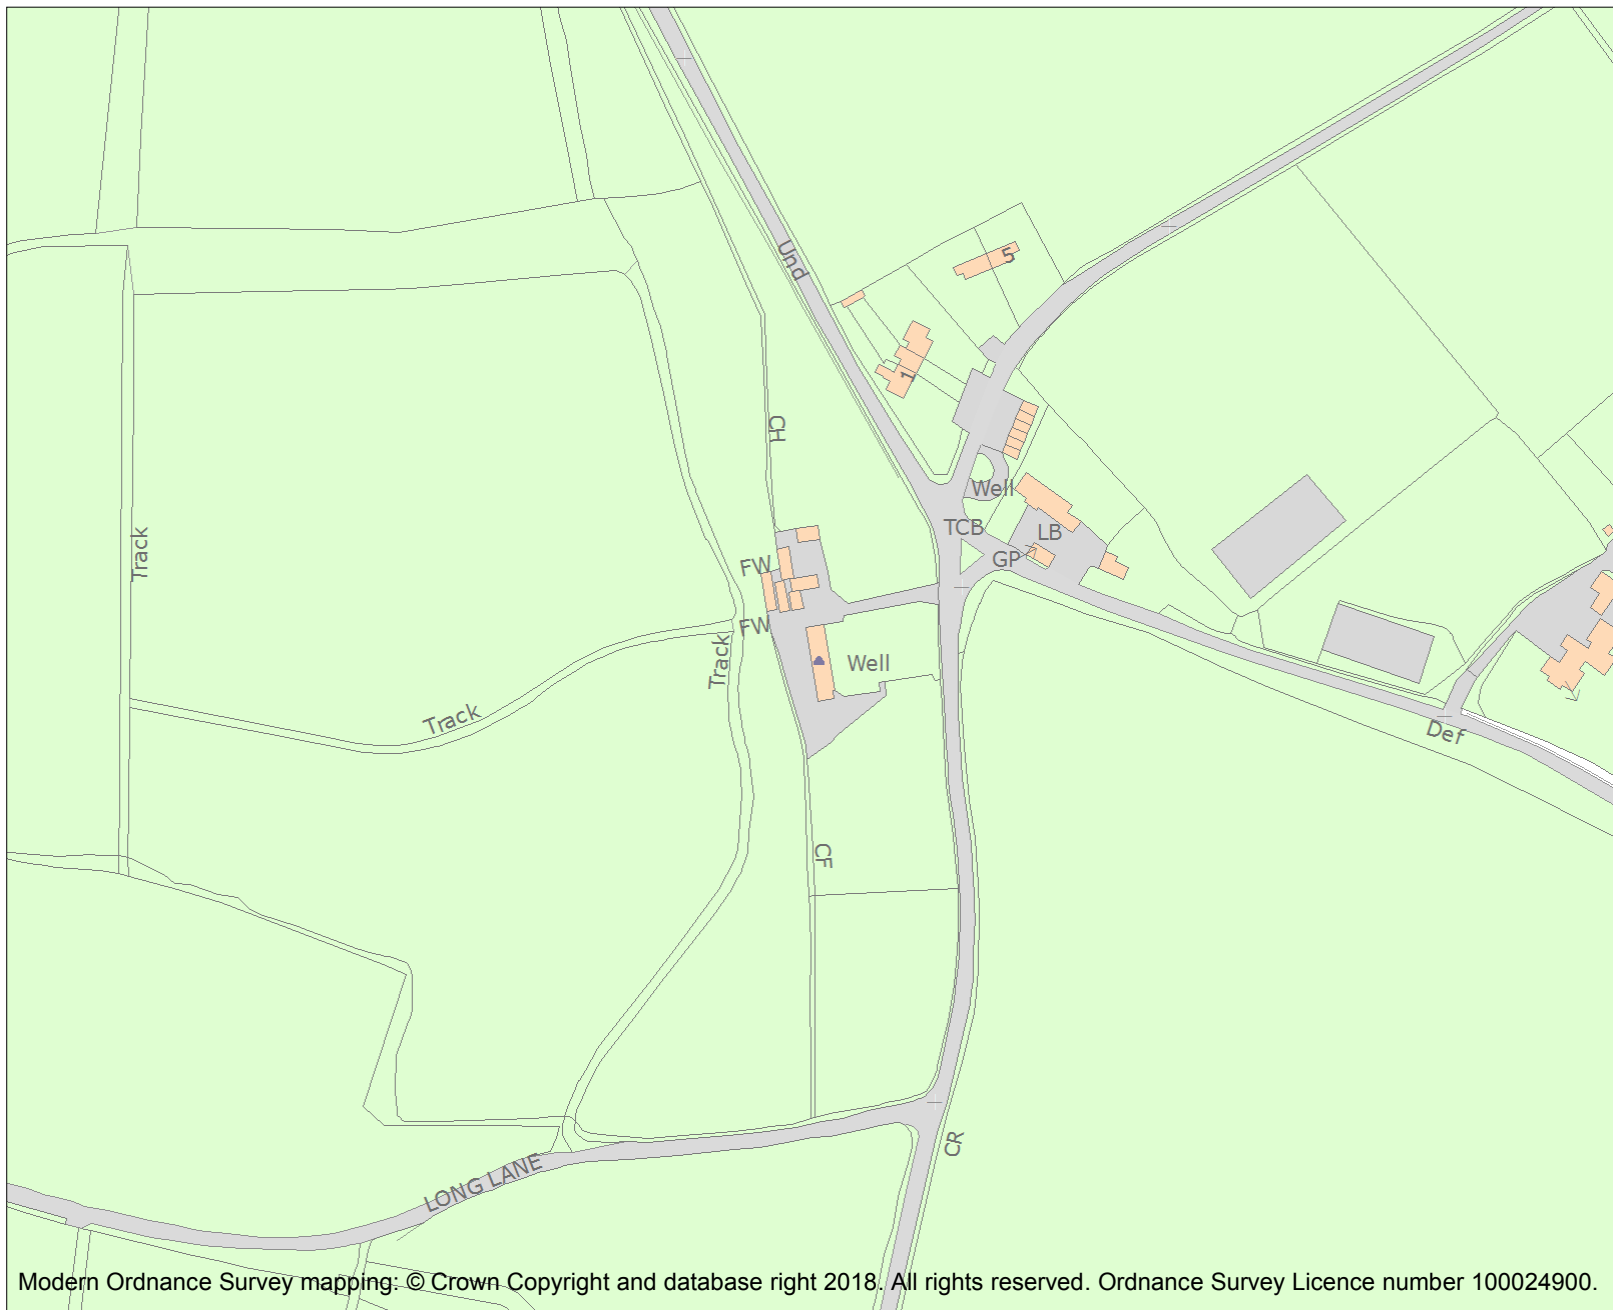 Und
5
1
CH
Well
TCB
LB
GP
Track
FW
FW
Track
Well
Track
Def
CF
CR
LONG LANE
Modern Ordnance Survey mapping: © Crown Copyright and database right 2018. All rights reserved. Ordnance Survey Licence number 100024900.